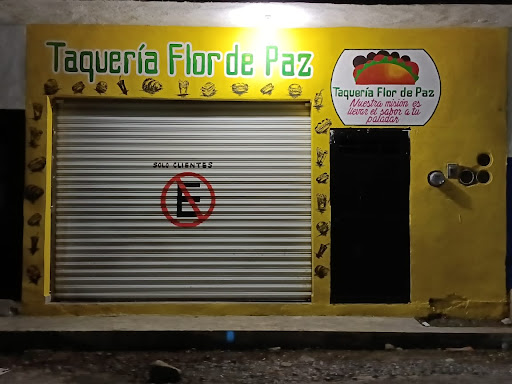 Taquería Flor de Paz
Taquería Flor de Paz
Nuestra misión es
llevar el sabor a tu
paladar
SOLO CLIENTES
E